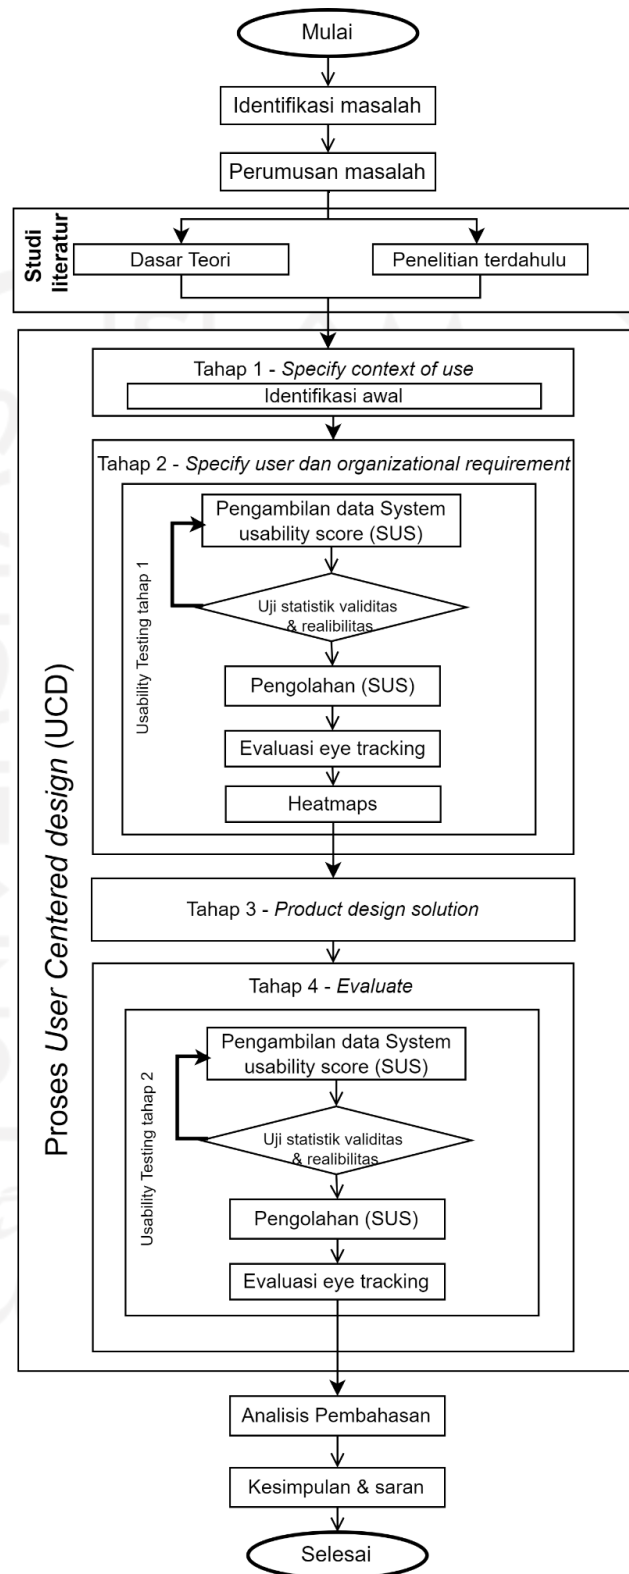 Mulai
Identifikasi masalah
Perumusan masalah
Studi
literatur
Dasar Teori
Penelitian terdahulu
Proses User Centered design (UCD)
Tahap 1 - Specify context of use
Identifikasi awal
Tahap 2 - Specify user dan organizational requirement
Usability Testing tahap 1
Pengambilan data System
usability score (SUS)
Uji statistik validitas
& realibilitas
Pengolahan (SUS)
Evaluasi eye tracking
Heatmaps
Tahap 3 - Product design solution
Tahap 4 - Evaluate
Usability Testing tahap 2
Pengambilan data System
usability score (SUS)
Uji statistik validitas
& realibilitas
Pengolahan (SUS)
Evaluasi eye tracking
Analisis Pembahasan
Kesimpulan & saran
Selesai